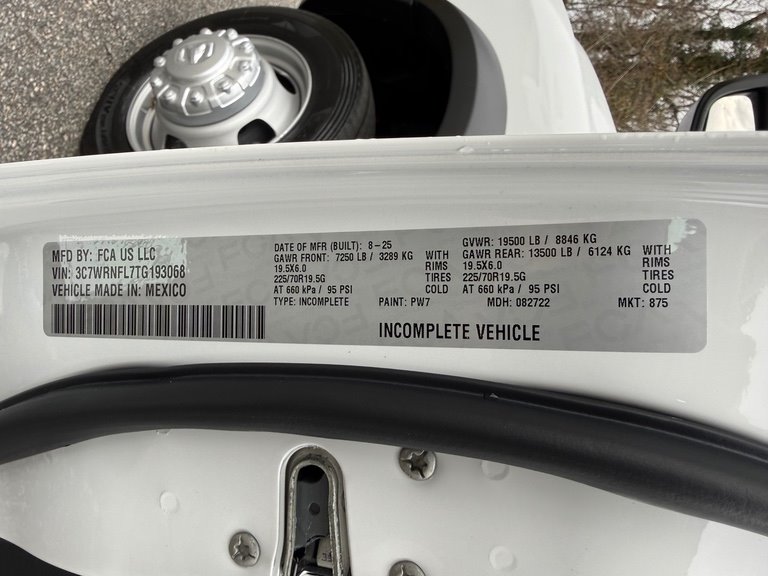 MFD BY: FCA US LLC
VIN: 3C7WRNFL7TG193068
VEHICLE MADE IN: MEXICO
DATE OF MFR (BUILT): 8-25
GAWR FRONT: 7250 LB / 3289 KG WITH
19.5X6.0 RIMS
225/70R19.5G TIRES
AT 660 kPa / 95 PSI COLD
TYPE: INCOMPLETE PAINT: PW7
GVWR: 19500 LB / 8846 KG
GAWR REAR: 13500 LB / 6124 KG WITH
19.5X6.0 RIMS
225/70R19.5G TIRES
AT 660 kPa / 95 PSI COLD
MDH: 082722 MKT: 875
INCOMPLETE VEHICLE